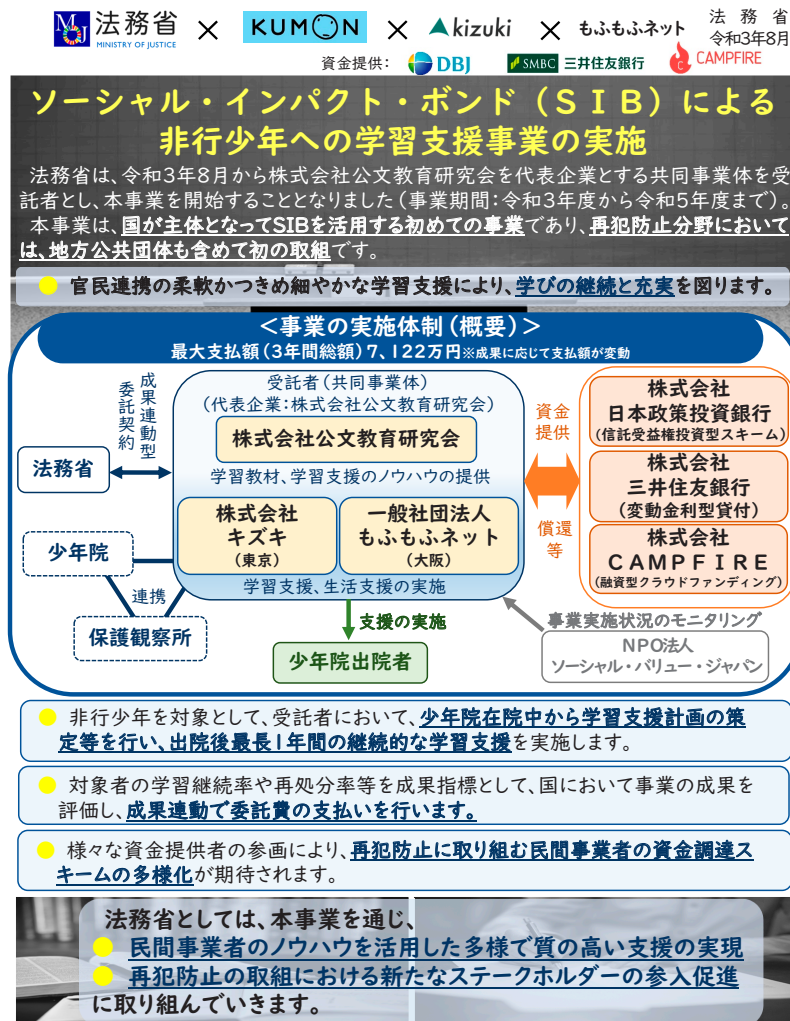 MOJ 法務省 MINISTRY OF JUSTICE × KUMON × kizuki × もふもふネット
法務省
令和3年8月
資金提供： DBJ SMBC 三井住友銀行 CAMPFIRE
ソーシャル・インパクト・ボンド（ＳＩＢ）による
非行少年への学習支援事業の実施
法務省は、令和3年8月から株式会社公文教育研究会を代表企業とする共同事業体を受
託者とし、本事業を開始することとなりました（事業期間：令和3年度から令和5年度まで）。
本事業は、国が主体となってSIBを活用する初めての事業であり、再犯防止分野において
は、地方公共団体も含めて初の取組です。
● 官民連携の柔軟かつきめ細やかな学習支援により、学びの継続と充実を図ります。
＜事業の実施体制（概要）＞
最大支払額（3年間総額）7、122万円※成果に応じて支払額が変動
成果連動型
委託契約
法務省
少年院
連携
保護観察所
受託者（共同事業体）
（代表企業：株式会社公文教育研究会）
株式会社公文教育研究会
学習教材、学習支援のノウハウの提供
株式会社
キズキ
（東京）
一般社団法人
もふもふネット
（大阪）
学習支援、生活支援の実施
支援の実施
少年院出院者
資金
提供
償還
等
株式会社
日本政策投資銀行
（信託受益権投資型スキーム）
株式会社
三井住友銀行
（変動金利型貸付）
株式会社
ＣＡＭＰＦＩＲＥ
（融資型クラウドファンディング）
事業実施状況のモニタリング
NPO法人
ソーシャル・バリュー・ジャパン
● 非行少年を対象として、受託者において、少年院在院中から学習支援計画の策
定等を行い、出院後最長1年間の継続的な学習支援を実施します。
● 対象者の学習継続率や再処分率等を成果指標として、国において事業の成果を
評価し、成果連動で委託費の支払いを行います。
● 様々な資金提供者の参画により、再犯防止に取り組む民間事業者の資金調達ス
キームの多様化が期待されます。
法務省としては、本事業を通じ、
● 民間事業者のノウハウを活用した多様で質の高い支援の実現
● 再犯防止の取組における新たなステークホルダーの参入促進
に取り組んでいきます。